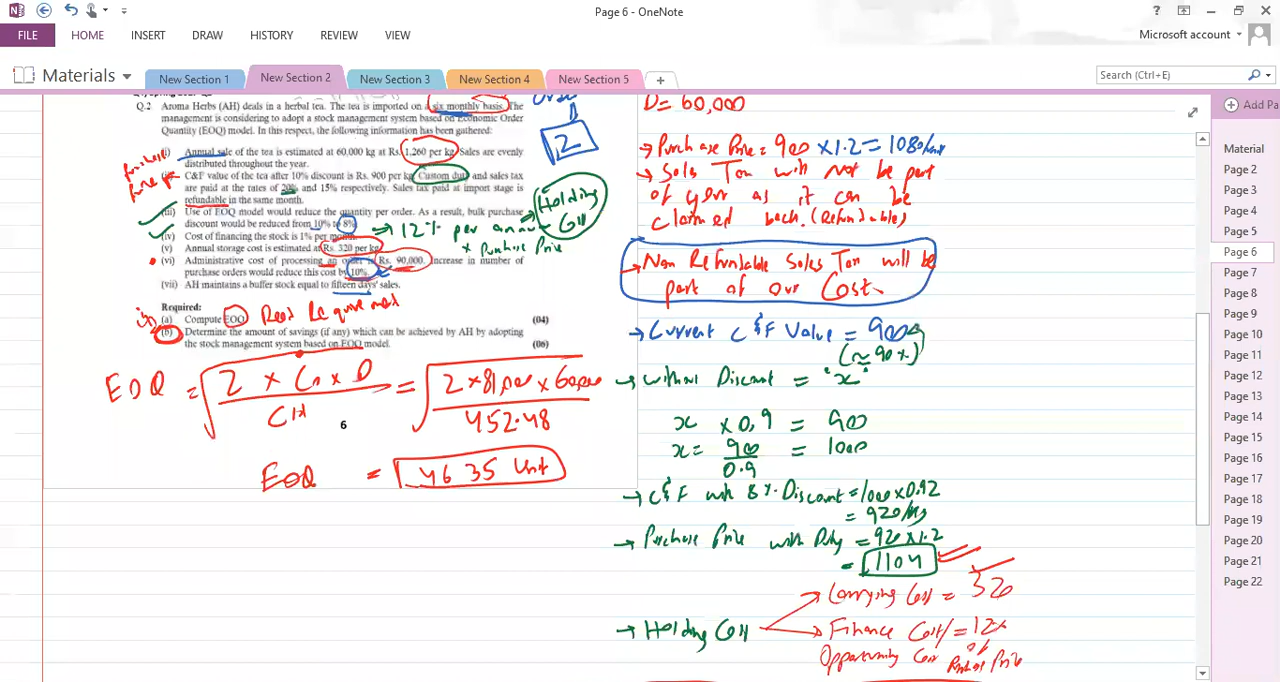 Page 6 - OneNote
FILE HOME INSERT DRAW HISTORY REVIEW VIEW
Microsoft account
Materials
New Section 1 New Section 2 New Section 3 New Section 4 New Section 5
Search (Ctrl+E)
Add Pa
Material
Page 2
Page 3
Page 4
Page 5
Page 6
Page 7
Page 8
Page 9
Page 10
Page 11
Page 12
Page 13
Page 14
Page 15
Page 16
Page 17
Page 18
Page 19
Page 20
Page 21
Page 22
Q.2 Aroma Herbs (AH) deals in a herbal tea. The tea is imported on a six monthly basis. The
management is considering to adopt a stock management system based on Economic Order
Quantity (EOQ) model. In this respect, the following information has been gathered:
(i) Annual sale of the tea is estimated at 60,000 kg at Rs. 1,260 per kg. Sales are evenly
distributed throughout the year.
C&F value of the tea after 10% discount is Rs. 900 per kg. Custom duty and sales tax
are paid at the rates of 20% and 15% respectively. Sales tax paid at import stage is
refundable in the same month.
(iii) Use of EOQ model would reduce the quantity per order. As a result, bulk purchase
discount would be reduced from 10% to 8%.
(iv) Cost of financing the stock is 1% per month.
(v) Annual storage cost is estimated at Rs. 320 per kg.
(vi) Administrative cost of processing an order is Rs. 90,000. Increase in number of
purchase orders would reduce this cost by 10%.
(vii) AH maintains a buffer stock equal to fifteen days' sales.
Required:
(a) Compute EOQ (04)
(b) Determine the amount of savings (if any) which can be achieved by AH by adopting
the stock management system based on EOQ model. (06)
2
Purchase Price
Holding Cost
→ 12% per annum
x Purchase Price
EOQ = √ 2 x Co x D / CH = √ 2 x 81,000 x 60,000 / 452.48
6
EOQ = 4635 Unit
D = 60,000
→ Purchase Price = 900 x 1.2 = 1080/unit
→ Sales Tax will not be part
of your as it can be
claimed back. (Refundable)
→ Non Refundable Sales Tax will be
part of our Cost.
→ Current C&F Value = 900
(≈ 90%)
→ without Discount = 'x'
x x 0.9 = 900
x = 900 / 0.9 = 1000
→ C&F with 8% Discount = 1000 x 0.92
= 920/kg
→ Purchase Price with Duty = 920 x 1.2
= 1104
→ Holding Cost
Carrying Cost = 320
Finance Cost/ = 12%
Opportunity Cost of Purchase Price